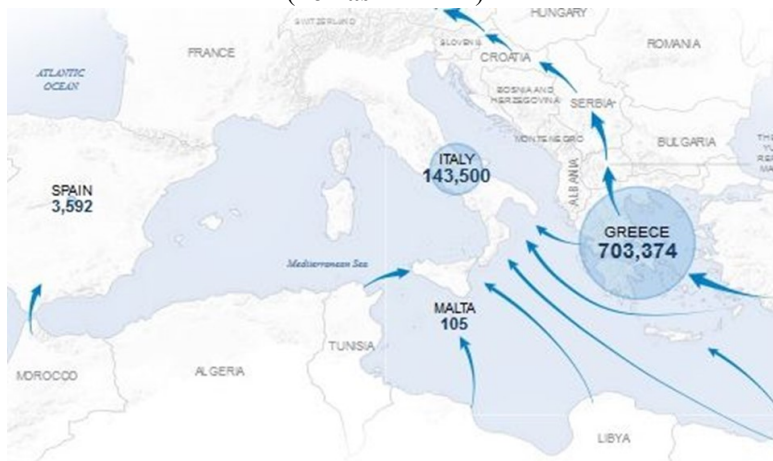 HUNGARY
SWITZERLAND
SLOVENIA
ROMANIA
FRANCE
CROATIA
ATLANTIC
OCEAN
BOSNIA AND
HERZEGOVINA
SERBIA
MONTENEGRO
BULGARIA
ITALY
143,500
ALBANIA
SPAIN
3,592
GREECE
703,374
Mediterranean Sea
MALTA
105
TUNISIA
ALGERIA
MOROCCO
LIBYA